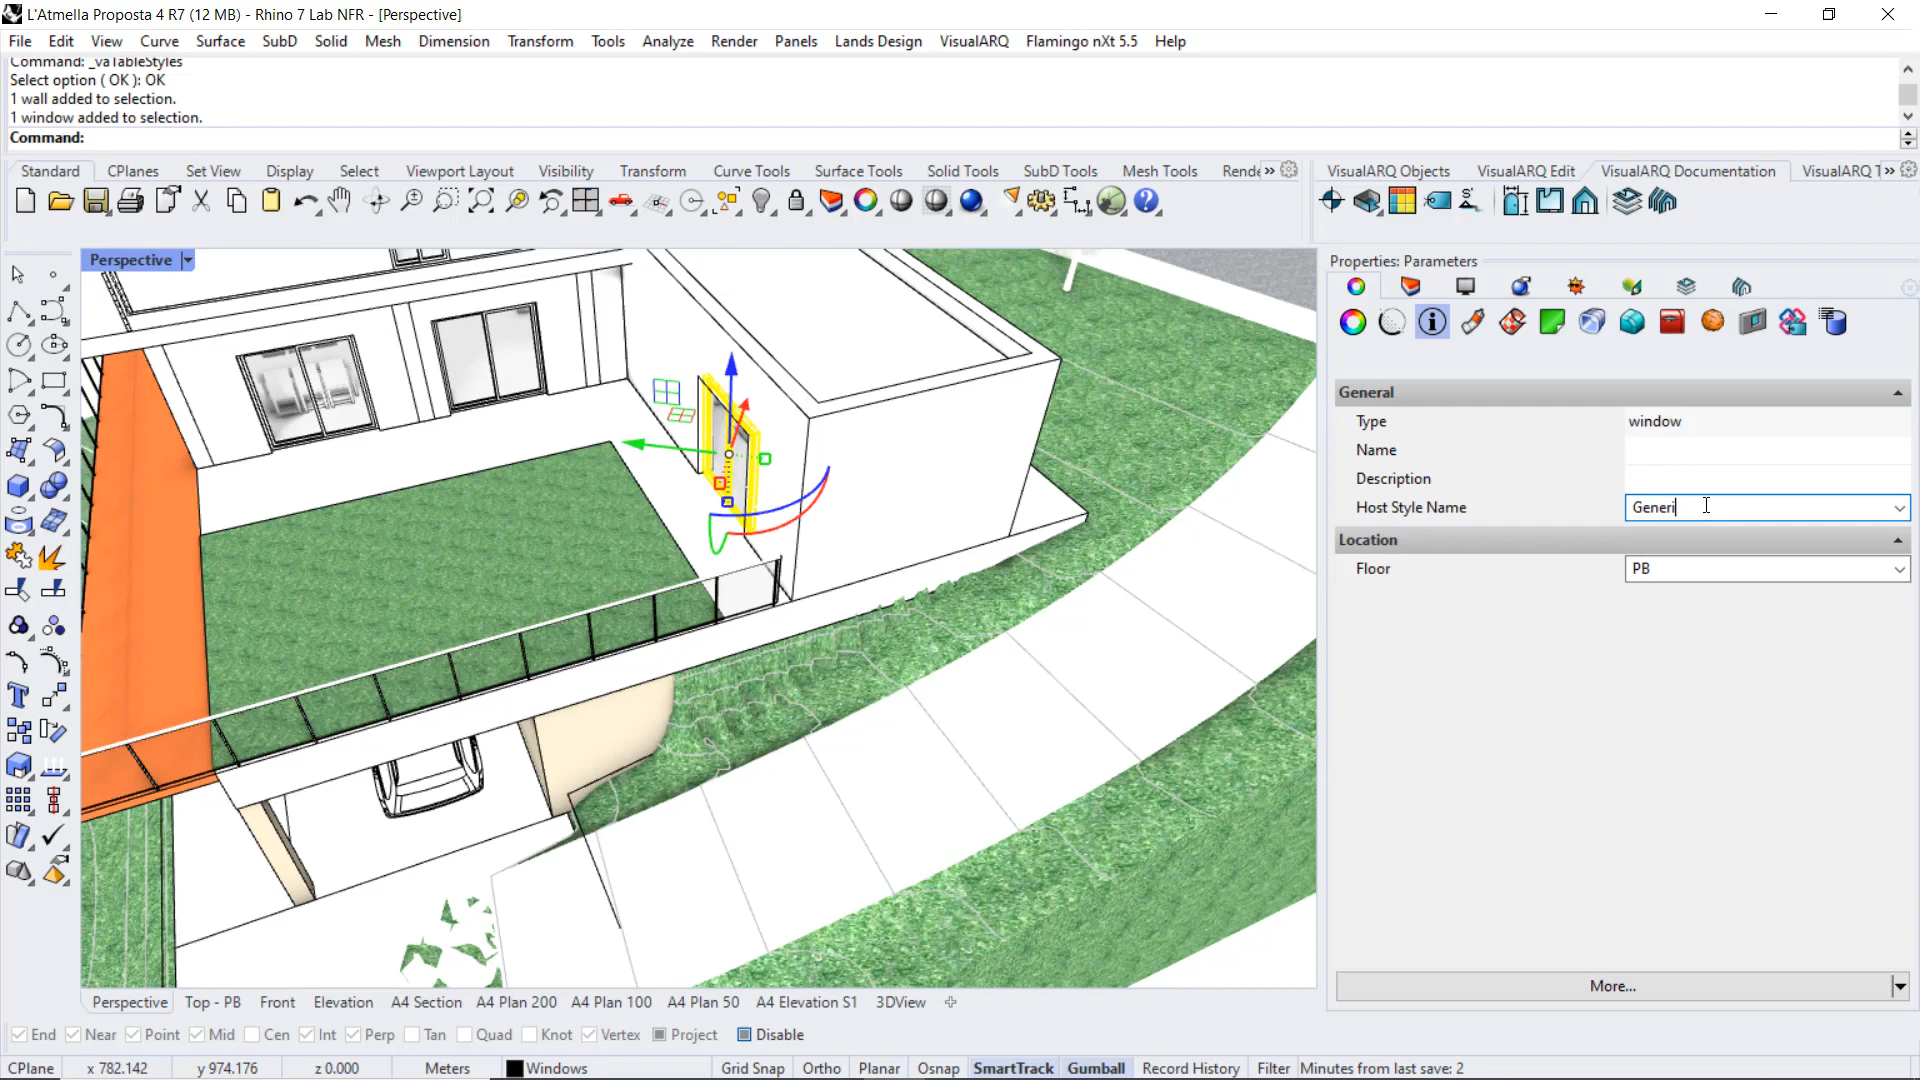 L'Atmella Proposta 4 R7 (12 MB) - Rhino 7 Lab NFR - [Perspective]
File Edit View Curve Surface SubD Solid Mesh Dimension Transform Tools Analyze Render Panels Lands Design VisualARQ Flamingo nXt 5.5 Help
Command: _vaTableStyles
Select option ( OK ): OK
1 wall added to selection.
1 window added to selection.
Command:
Standard CPlanes Set View Display Select Viewport Layout Visibility Transform Curve Tools Surface Tools Solid Tools SubD Tools Mesh Tools Rende »
VisualARQ Objects VisualARQ Edit VisualARQ Documentation VisualARQ T »
Perspective
Properties: Parameters
General
Type window
Name
Description
Host Style Name Generi
Location
Floor PB
More...
Perspective Top - PB Front Elevation A4 Section A4 Plan 200 A4 Plan 100 A4 Plan 50 A4 Elevation S1 3DView
End Near Point Mid Cen Int Perp Tan Quad Knot Vertex Project Disable
CPlane x 782.142 y 974.176 z 0.000 Meters Windows Grid Snap Ortho Planar Osnap SmartTrack Gumball Record History Filter Minutes from last save: 2